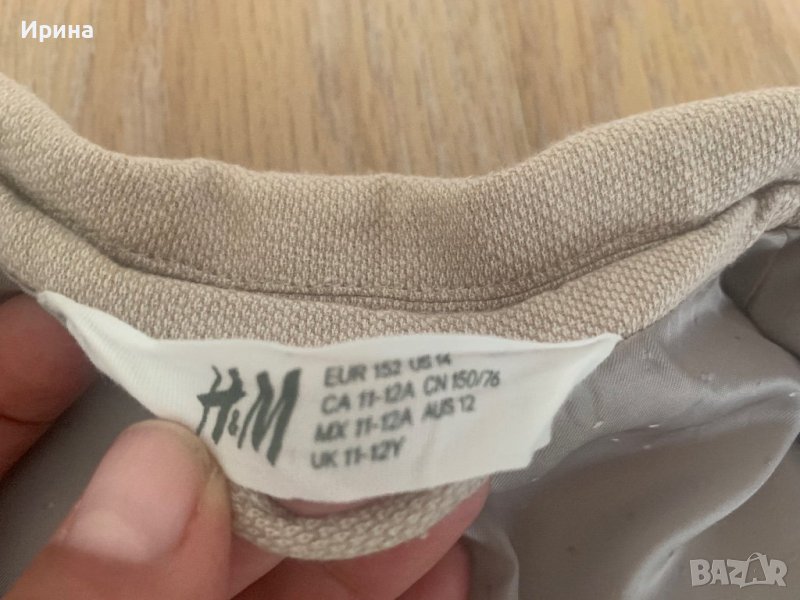 Ирина
H&M
EUR 152 US 14
CA 11-12A CN 150/76
MX 11-12A AUS 12
UK 11-12Y
BAZAR